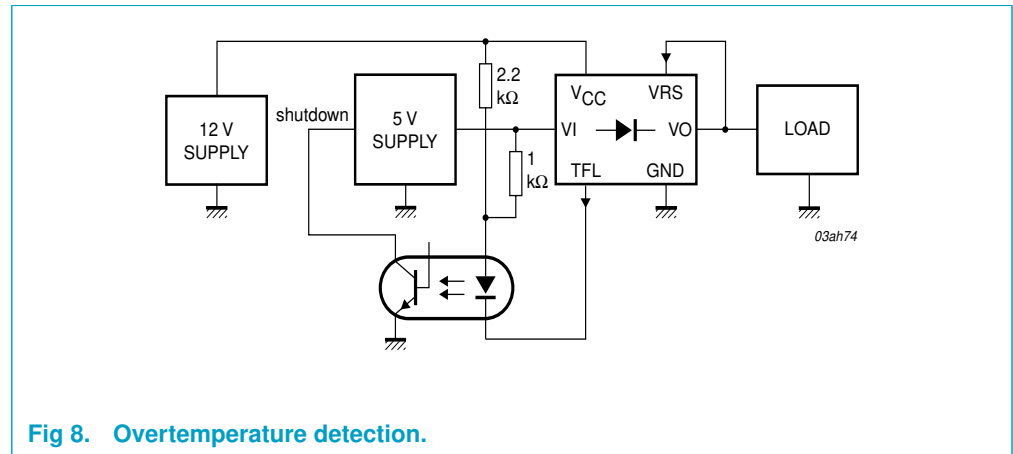 2.2
kΩ
12 V
SUPPLY
shutdown
5 V
SUPPLY
VCC
VRS
VI
VO
TFL
GND
LOAD
1
kΩ
03ah74
Fig 8. Overtemperature detection.